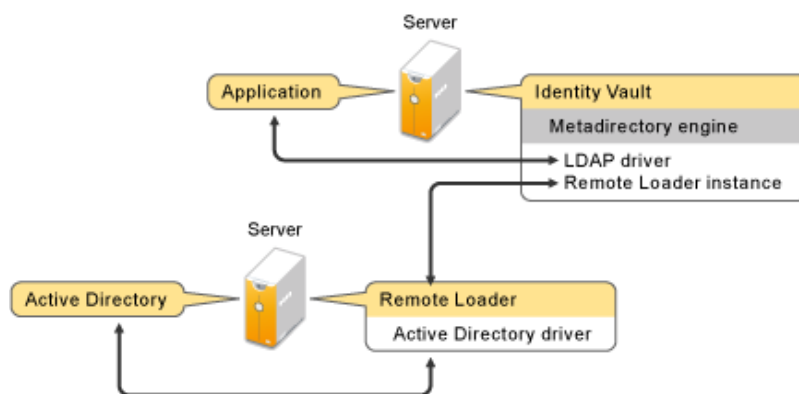 Server
Application
Identity Vault
Metadirectory engine
LDAP driver
Remote Loader instance
Server
Active Directory
Remote Loader
Active Directory driver